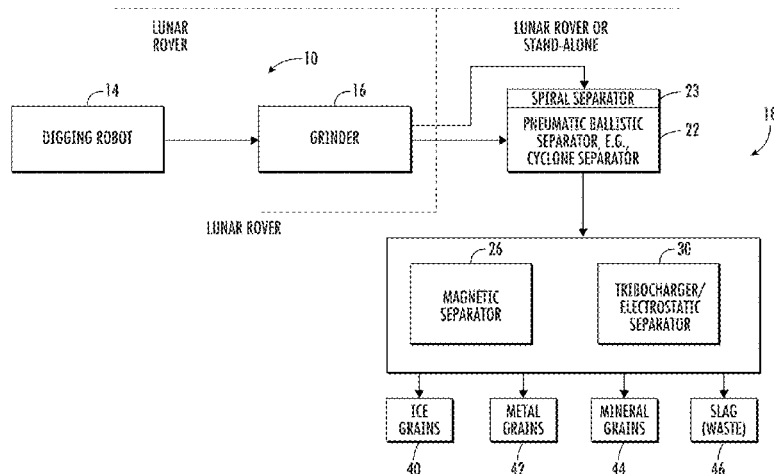 LUNAR
ROVER
LUNAR ROVER OR
STAND-ALONE
10
14
16
23
DIGGING ROBOT
GRINDER
SPIRAL SEPARATOR
PNEUMATIC BALLISTIC
SEPARATOR, E.G.,
CYCLONE SEPARATOR
22
18
LUNAR ROVER
26
30
MAGNETIC
SEPARATOR
TRIBOCHARGER/
ELECTROSTATIC
SEPARATOR
ICE
GRAINS
METAL
GRAINS
MINERAL
GRAINS
SLAG
(WASTE)
40
42
44
46